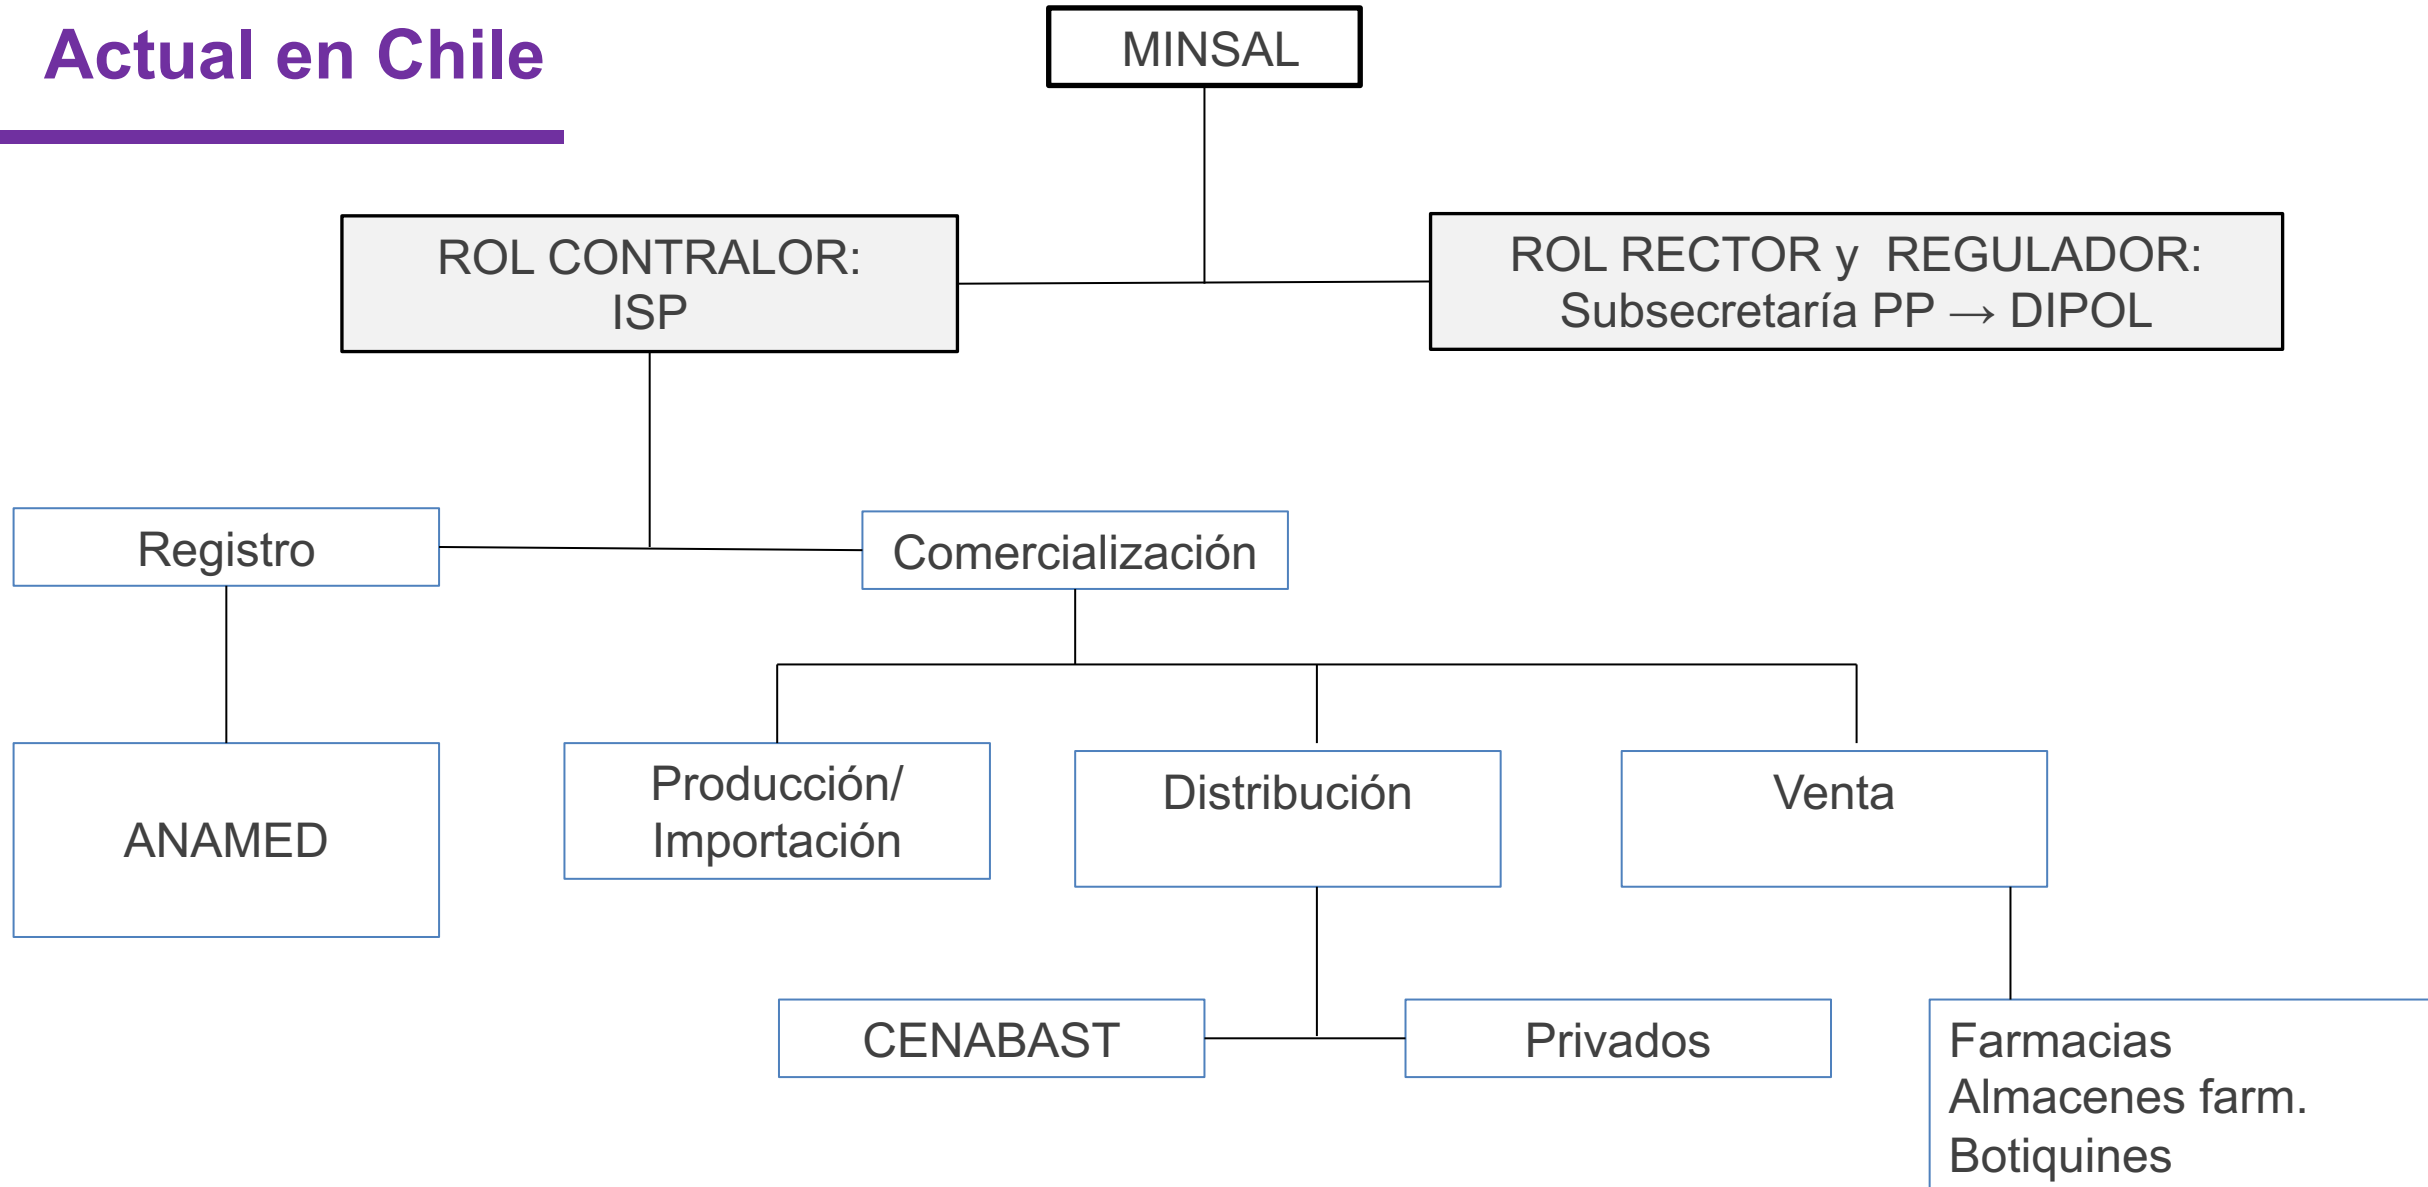 Actual en Chile
MINSAL
ROL CONTRALOR:
ISP
ROL RECTOR y REGULADOR:
Subsecretaría PP → DIPOL
Registro
Comercialización
ANAMED
Producción/
Importación
Distribución
Venta
CENABAST
Privados
Farmacias
Almacenes farm.
Botiquines